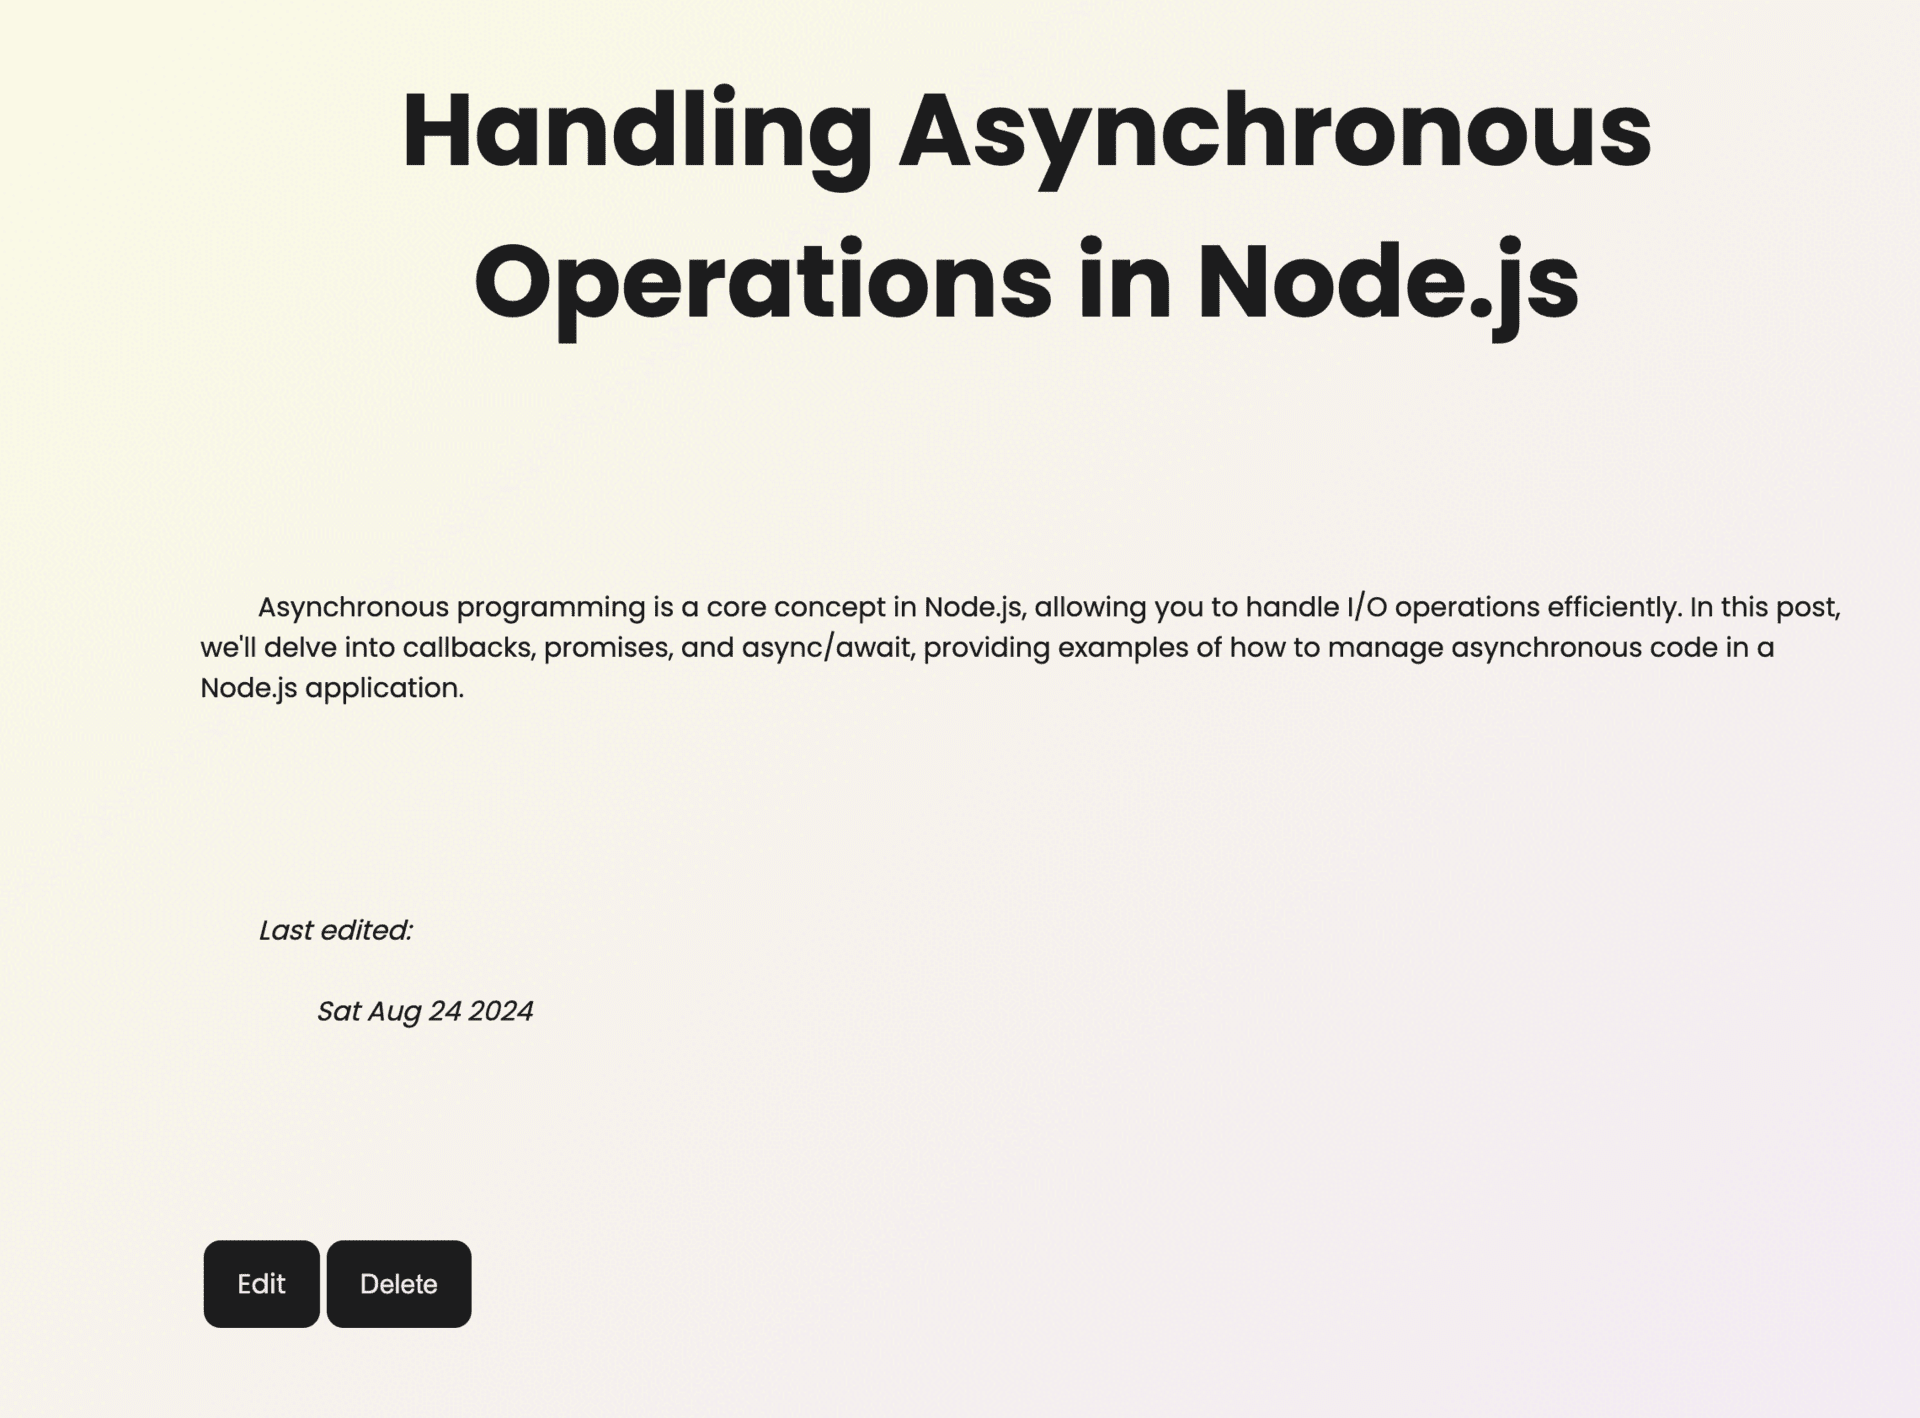 Handling Asynchronous
Operations in Node.js
Asynchronous programming is a core concept in Node.js, allowing you to handle I/O operations efficiently. In this post,
we'll delve into callbacks, promises, and async/await, providing examples of how to manage asynchronous code in a
Node.js application.
Last edited:
Sat Aug 24 2024
Edit Delete